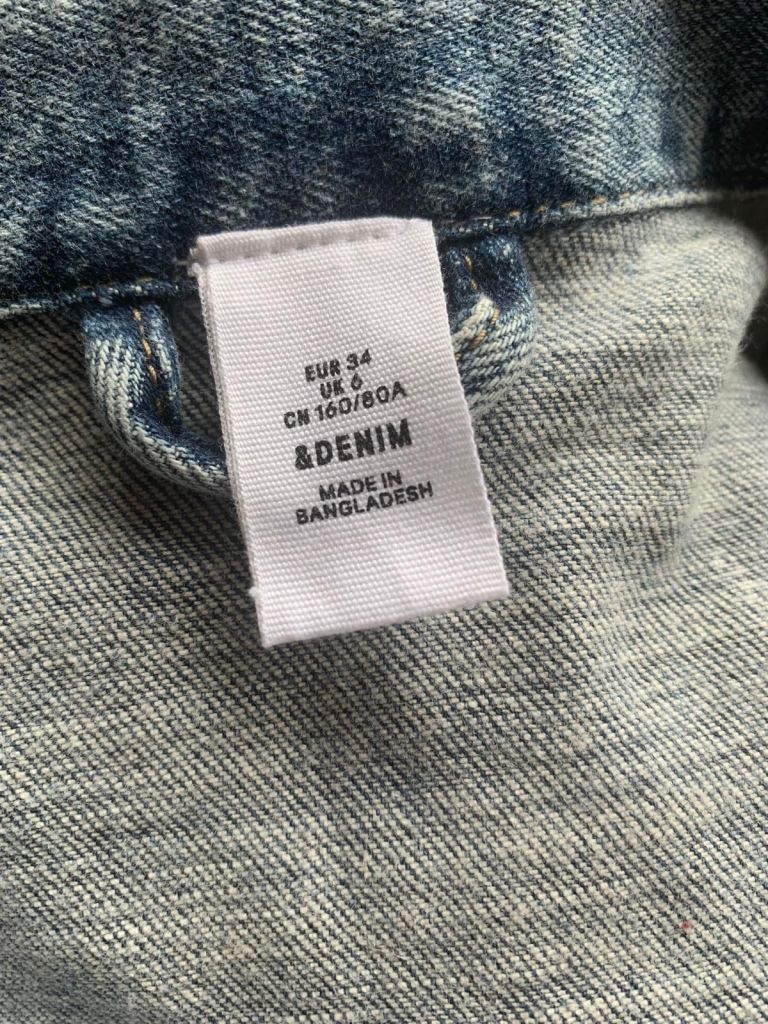 EUR 34
UK 6
CN 160/80A
&DENIM
MADE IN
BANGLADESH